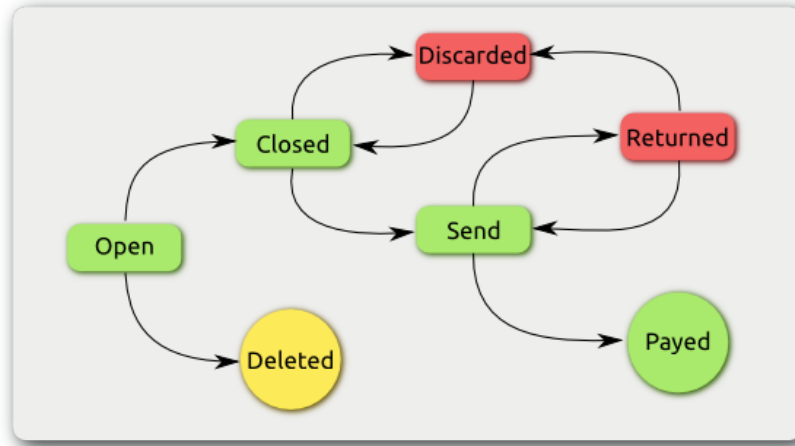 Discarded
Returned
Closed
Send
Open
Payed
Deleted